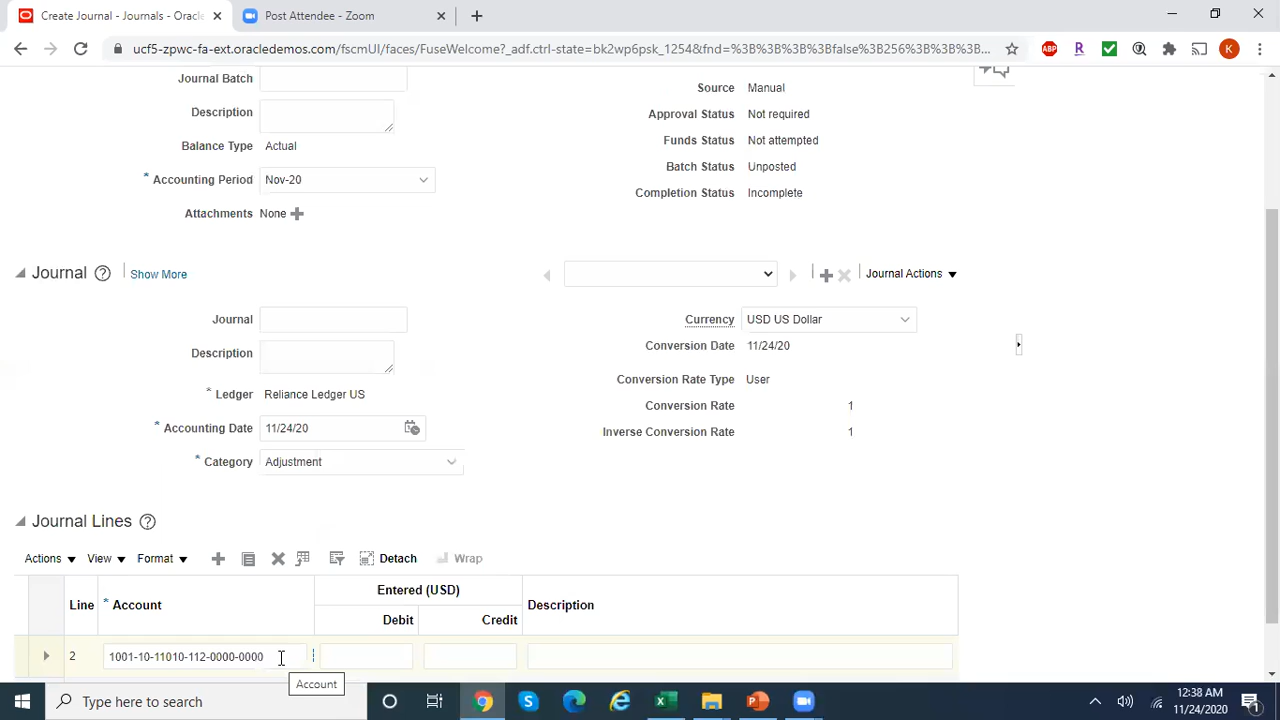 Create Journal - Journals - Oracle
Post Attendee - Zoom
ucf5-zpwc-fa-ext.oracledemos.com/fscmUI/faces/FuseWelcome?_adf.ctrl-state=bk2wp6psk_1254&fnd=%3B%3B%3B%3Bfalse%3B256%3B%3B%3B...
ABP
R
K
Journal Batch
Source Manual
Description
Approval Status Not required
Funds Status Not attempted
Balance Type Actual
Batch Status Unposted
* Accounting Period Nov-20
Completion Status Incomplete
Attachments None
Journal
Show More
Journal Actions
Journal
Currency USD US Dollar
Description
Conversion Date 11/24/20
Conversion Rate Type User
* Ledger Reliance Ledger US
Conversion Rate 1
* Accounting Date 11/24/20
Inverse Conversion Rate 1
* Category Adjustment
Journal Lines
Actions View Format Detach Wrap
Entered (USD)
Line * Account Description
Debit Credit
2 1001-10-11010-112-0000-0000
Account
Type here to search
12:38 AM
11/24/2020
1